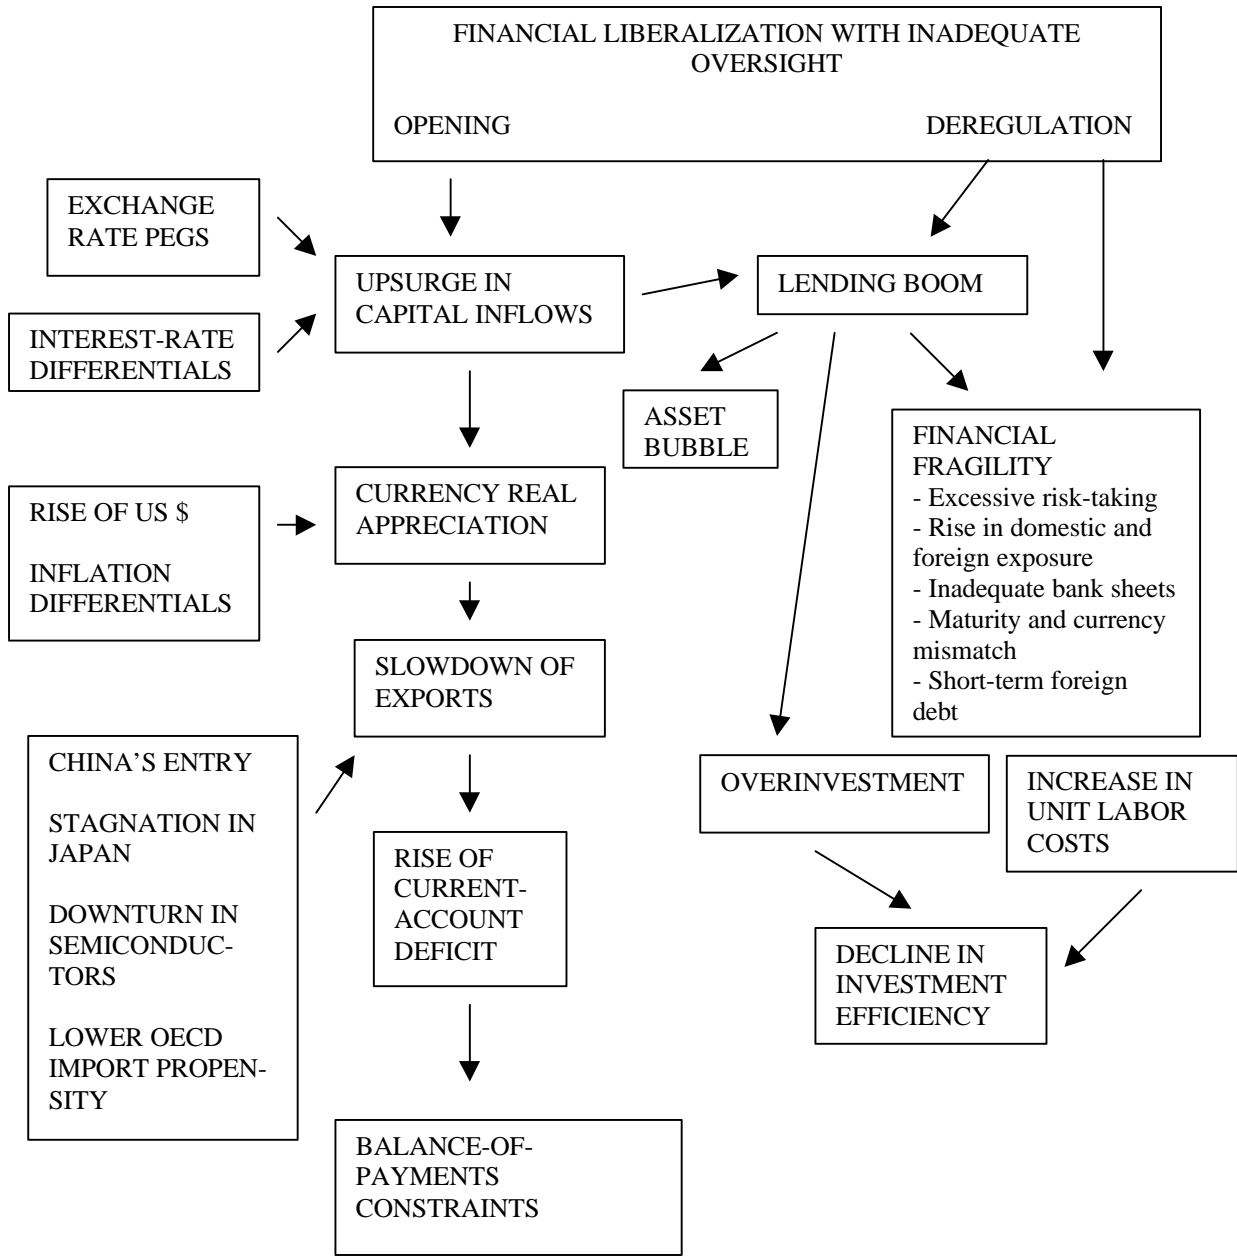 FINANCIAL LIBERALIZATION WITH INADEQUATE
OVERSIGHT
OPENING
DEREGULATION
EXCHANGE
RATE PEGS
UPSURGE IN
CAPITAL INFLOWS
LENDING BOOM
INTEREST-RATE
DIFFERENTIALS
ASSET
BUBBLE
FINANCIAL
FRAGILITY
- Excessive risk-taking
- Rise in domestic and
foreign exposure
- Inadequate bank sheets
- Maturity and currency
mismatch
- Short-term foreign
debt
RISE OF US $
INFLATION
DIFFERENTIALS
CURRENCY REAL
APPRECIATION
SLOWDOWN OF
EXPORTS
CHINA’S ENTRY
STAGNATION IN
JAPAN
DOWNTURN IN
SEMICONDUC-
TORS
LOWER OECD
IMPORT PROPEN-
SITY
OVERINVESTMENT
INCREASE IN
UNIT LABOR
COSTS
RISE OF
CURRENT-
ACCOUNT
DEFICIT
DECLINE IN
INVESTMENT
EFFICIENCY
BALANCE-OF-
PAYMENTS
CONSTRAINTS